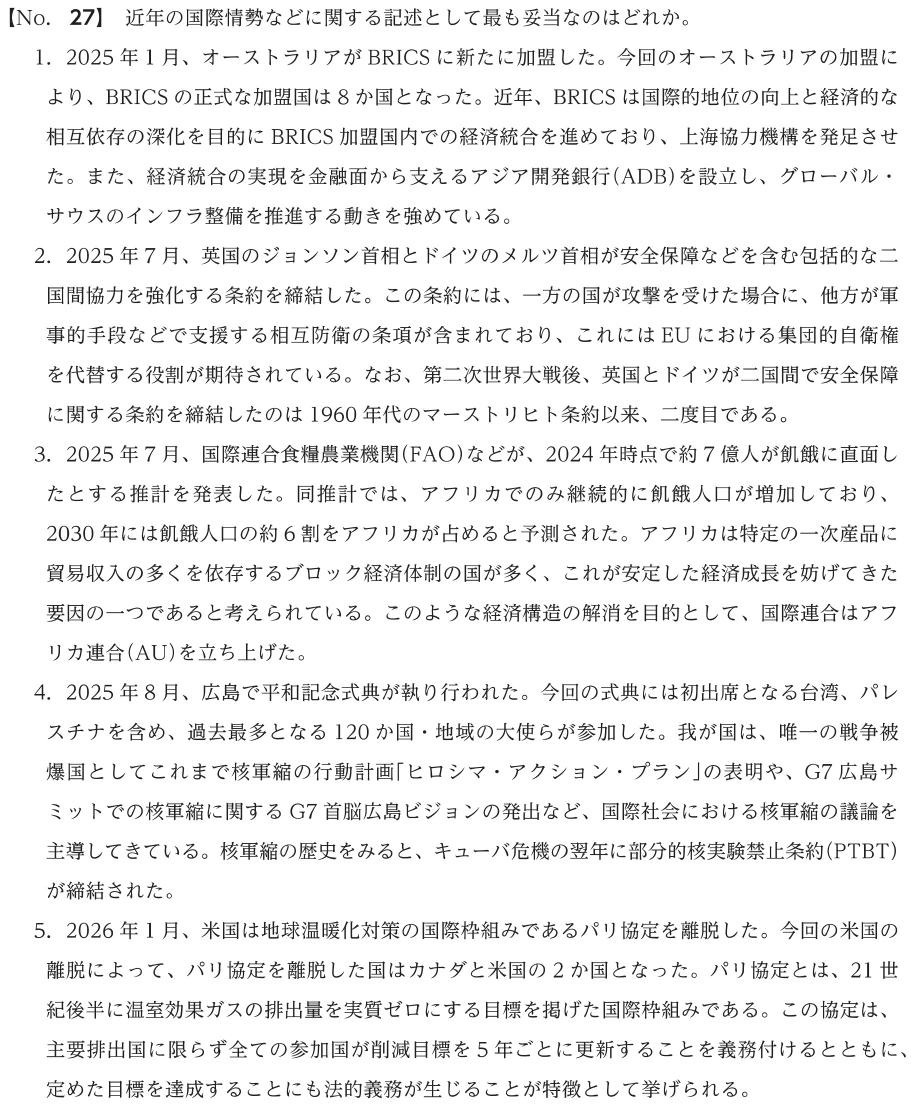 【No. 27】 近年の国際情勢などに関する記述として最も妥当なのはどれか。
1. 2025年1月、オーストラリアがBRICSに新たに加盟した。今回のオーストラリアの加盟に
より、BRICSの正式な加盟国は8か国となった。近年、BRICSは国際的地位の向上と経済的な
相互依存の深化を目的にBRICS加盟国内での経済統合を進めており、上海協力機構を発足させ
た。また、経済統合の実現を金融面から支えるアジア開発銀行(ADB)を設立し、グローバル・
サウスのインフラ整備を推進する動きを強めている。
2. 2025年7月、英国のジョンソン首相とドイツのメルツ首相が安全保障などを含む包括的な二
国間協力を強化する条約を締結した。この条約には、一方の国が攻撃を受けた場合に、他方が軍
事的手段などで支援する相互防衛の条項が含まれており、これにはEUにおける集団的自衛権
を代替する役割が期待されている。なお、第二次世界大戦後、英国とドイツが二国間で安全保障
に関する条約を締結したのは1960年代のマーストリヒト条約以来、二度目である。
3. 2025年7月、国際連合食糧農業機関(FAO)などが、2024年時点で約7億人が飢餓に直面し
たとする推計を発表した。同推計では、アフリカでのみ継続的に飢餓人口が増加しており、
2030年には飢餓人口の約6割をアフリカが占めると予測された。アフリカは特定の一次産品に
貿易収入の多くを依存するブロック経済体制の国が多く、これが安定した経済成長を妨げてきた
要因の一つであると考えられている。このような経済構造の解消を目的として、国際連合はアフ
リカ連合(AU)を立ち上げた。
4. 2025年8月、広島で平和記念式典が執り行われた。今回の式典には初出席となる台湾、パレ
スチナを含め、過去最多となる120か国・地域の大使らが参加した。我が国は、唯一の戦争被
爆国としてこれまで核軍縮の行動計画「ヒロシマ・アクション・プラン」の表明や、G7広島サ
ミットでの核軍縮に関するG7首脳広島ビジョンの発出など、国際社会における核軍縮の議論を
主導してきている。核軍縮の歴史をみると、キューバ危機の翌年に部分的核実験禁止条約(PTBT)
が締結された。
5. 2026年1月、米国は地球温暖化対策の国際枠組みであるパリ協定を離脱した。今回の米国の
離脱によって、パリ協定を離脱した国はカナダと米国の2か国となった。パリ協定とは、21世
紀後半に温室効果ガスの排出量を実質ゼロにする目標を掲げた国際枠組みである。この協定は、
主要排出国に限らず全ての参加国が削減目標を5年ごとに更新することを義務付けるとともに、
定めた目標を達成することにも法的義務が生じることが特徴として挙げられる。